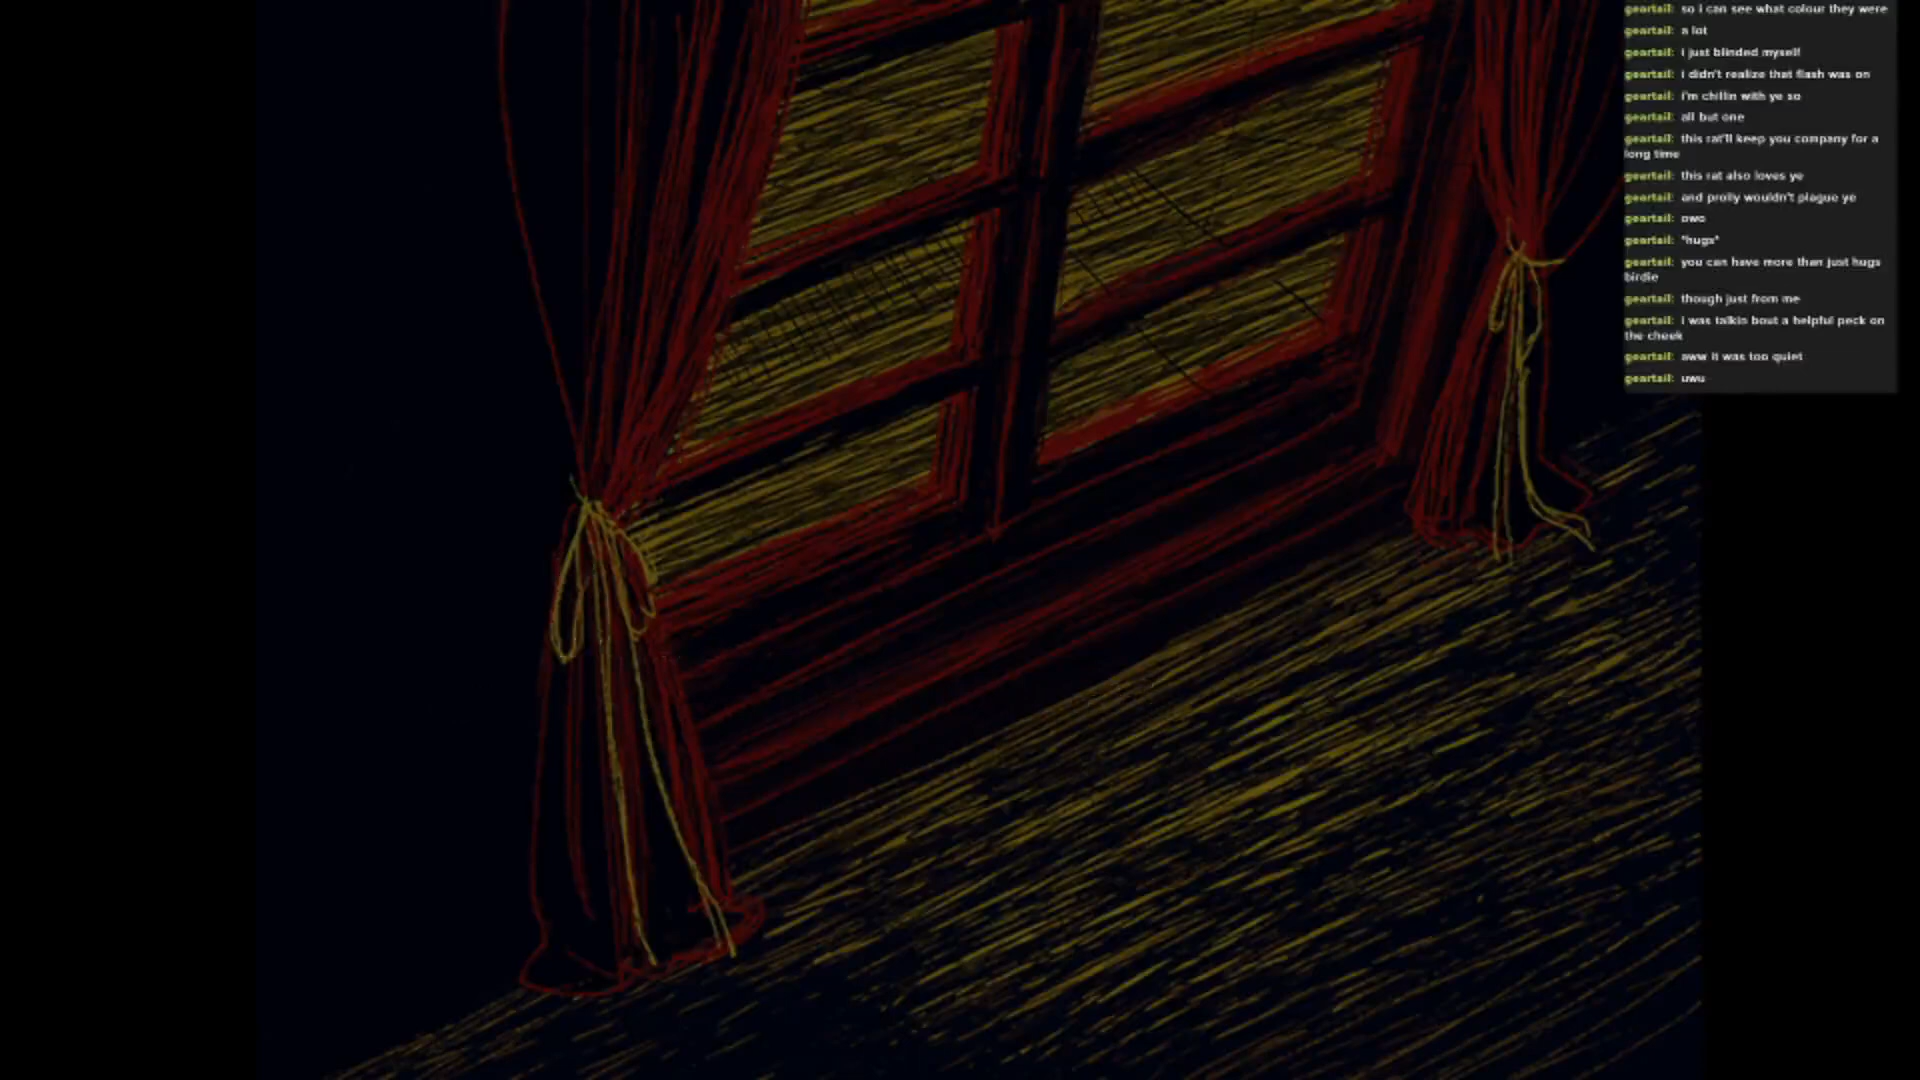 geartail: so i can see what colour they were
geartail: a lot
geartail: i just blinded myself
geartail: i didn't realize that flash was on
geartail: i'm chillin with ye so
geartail: all but one
geartail: this rat'll keep you company for a
long time
geartail: this rat also loves ye
geartail: and prolly wouldn't plague ye
geartail: owo
geartail: *hugs*
geartail: you can have more than just hugs
birdie
geartail: though just from me
geartail: i was talkin bout a helpful peck on
the cheek
geartail: aww it was too quiet
geartail: uwu